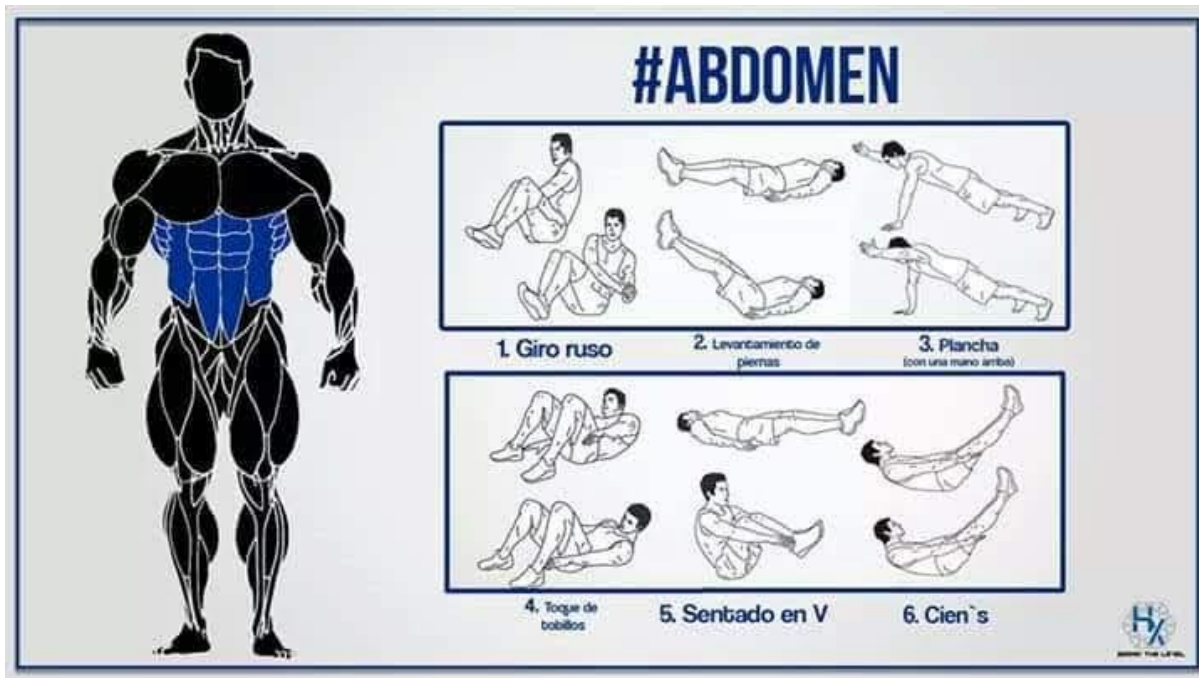 #ABDOMEN
1. Giro ruso
2. Levantamiento de
piernas
3. Plancha
(con una mano arriba)
4. Toque de
tobillos
5. Sentado en V
6. Cien`s
HX